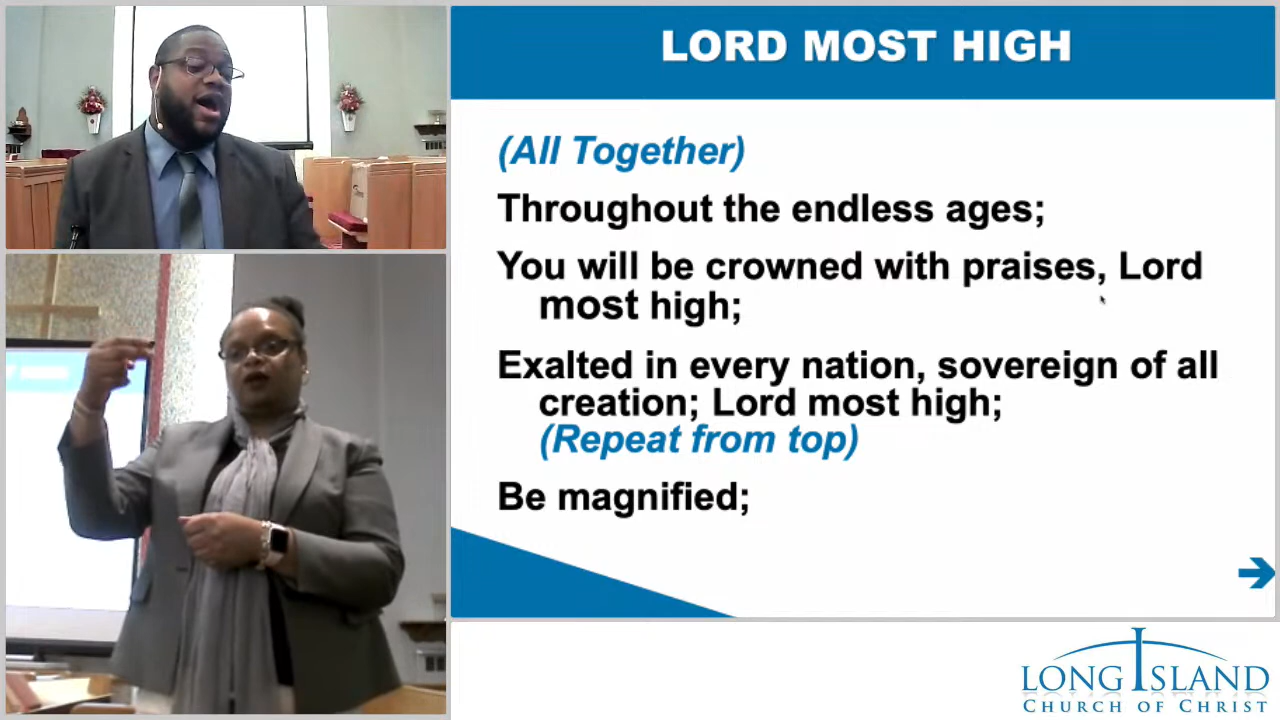 LORD MOST HIGH
(All Together)
Throughout the endless ages;
You will be crowned with praises, Lord
most high;
Exalted in every nation, sovereign of all
creation; Lord most high;
(Repeat from top)
Be magnified;
LONG ISLAND
CHURCH OF CHRIST